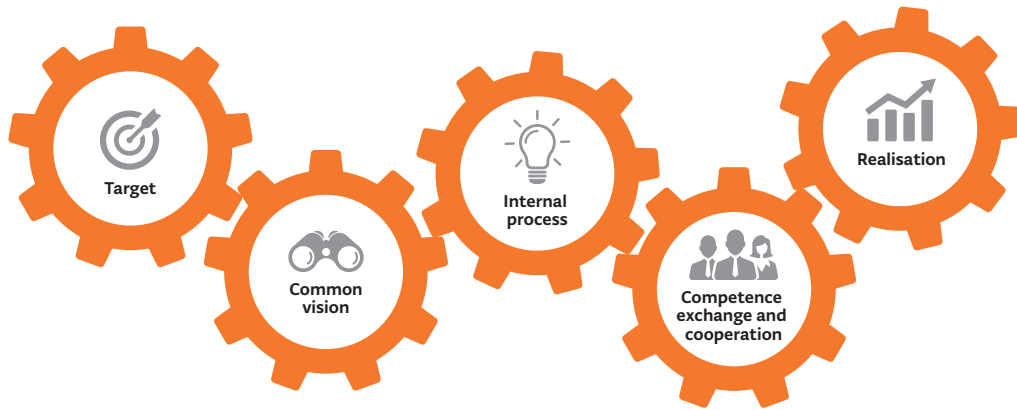 Target
Common
vision
Internal
process
Competence
exchange and
cooperation
Realisation